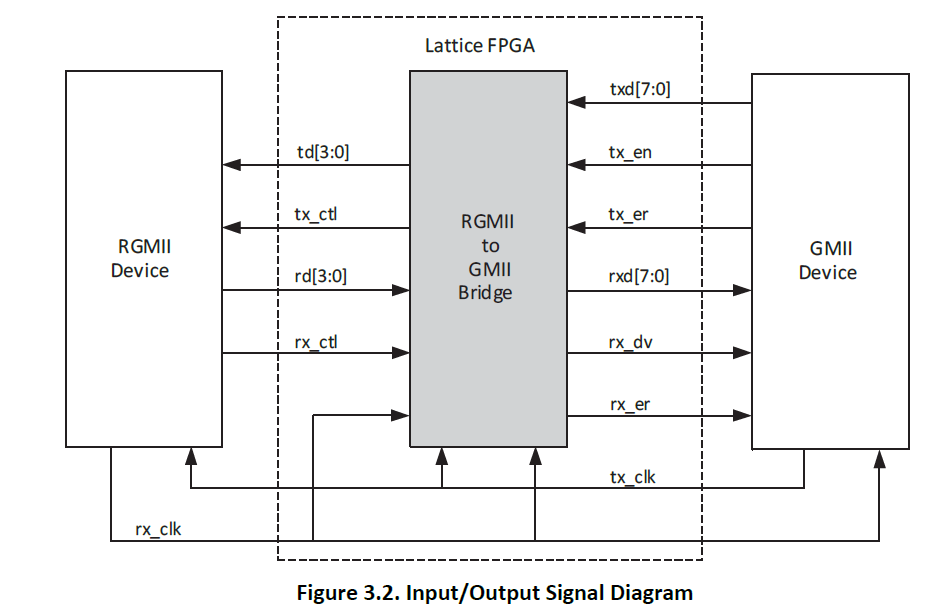 Lattice FPGA
txd[7:0]
td[3:0]
tx_en
tx_ctl
tx_er
RGMII
Device
RGMII
to
GMII
Bridge
GMII
Device
rd[3:0]
rxd[7:0]
rx_ctl
rx_dv
rx_er
tx_clk
rx_clk
Figure 3.2. Input/Output Signal Diagram